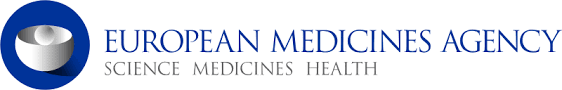 EUROPEAN MEDICINES AGENCY
SCIENCE MEDICINES HEALTH